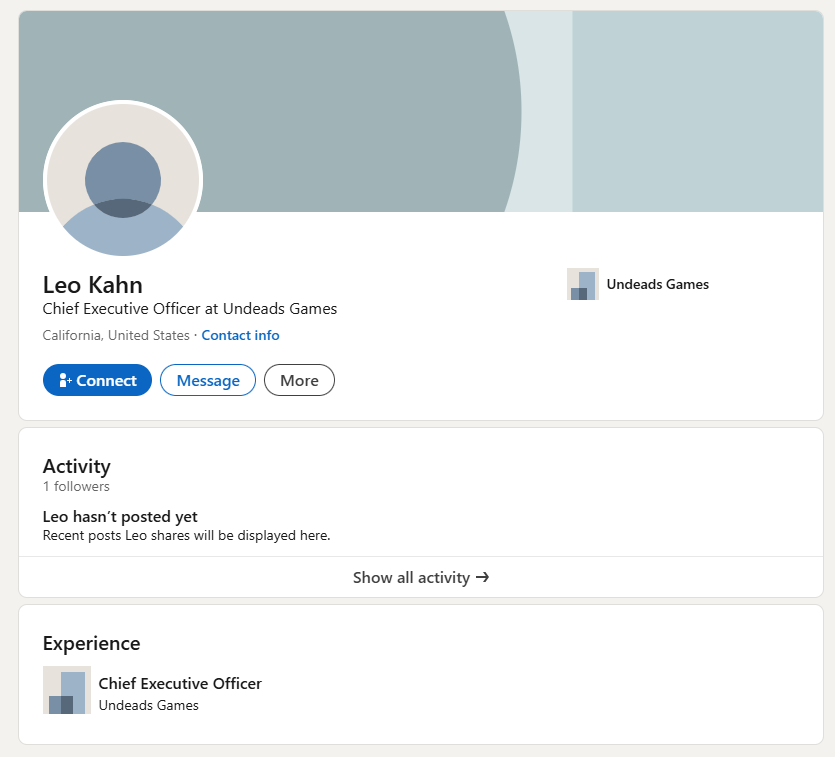 Leo Kahn
Chief Executive Officer at Undeads Games
California, United States · Contact info
Undeads Games
Connect
Message
More
Activity
1 followers
Leo hasn’t posted yet
Recent posts Leo shares will be displayed here.
Show all activity →
Experience
Chief Executive Officer
Undeads Games